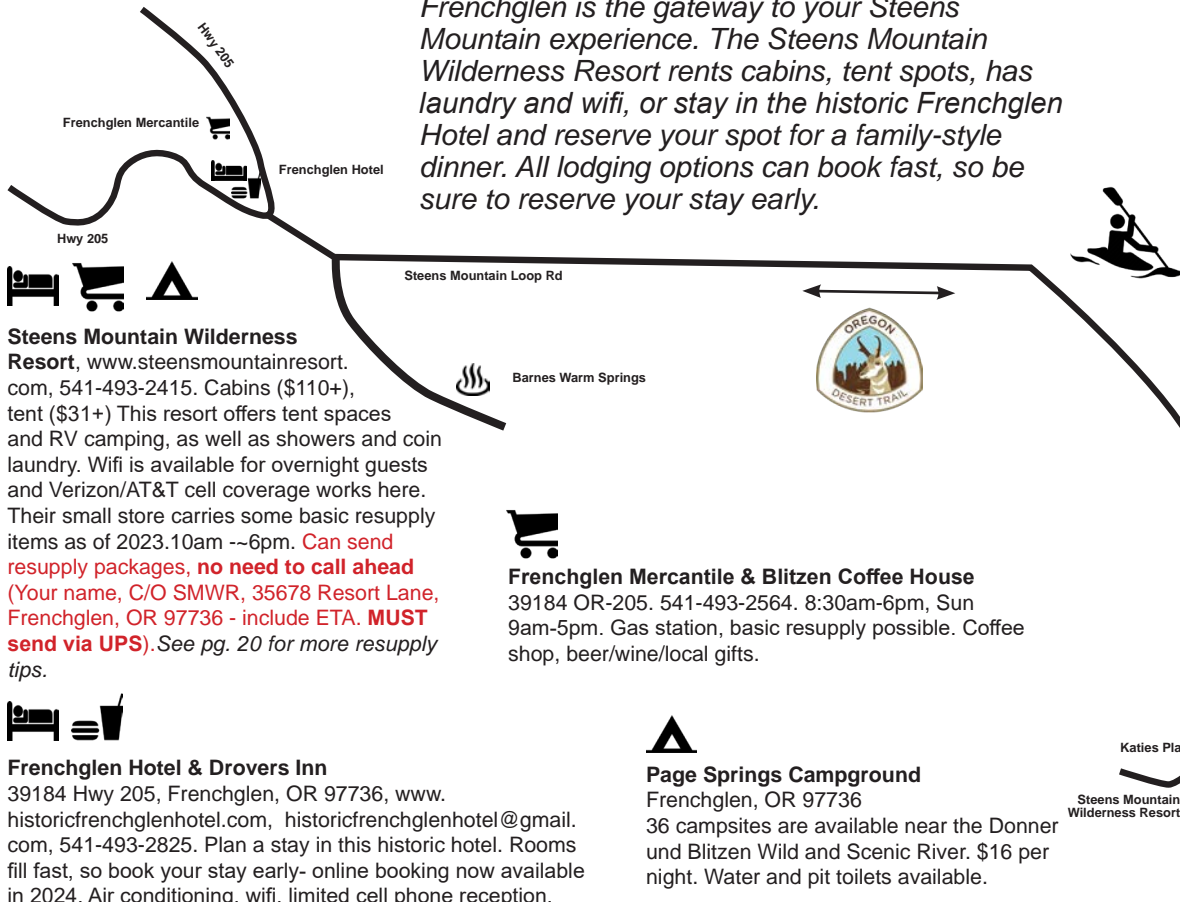 Frenchglen is the gateway to your Steens
Mountain experience. The Steens Mountain
Wilderness Resort rents cabins, tent spots, has
laundry and wifi, or stay in the historic Frenchglen
Hotel and reserve your spot for a family-style
dinner. All lodging options can book fast, so be
sure to reserve your stay early.
Hwy 205
Frenchglen Mercantile
Frenchglen Hotel
Hwy 205
Steens Mountain Loop Rd
Barnes Warm Springs
OREGON
DESERT TRAIL
Steens Mountain Wilderness
Resort, www.steensmountainresort.
com, 541-493-2415. Cabins ($110+),
tent ($31+) This resort offers tent spaces
and RV camping, as well as showers and coin
laundry. Wifi is available for overnight guests
and Verizon/AT&T cell coverage works here.
Their small store carries some basic resupply
items as of 2023.10am -~6pm. Can send
resupply packages, no need to call ahead
(Your name, C/O SMWR, 35678 Resort Lane,
Frenchglen, OR 97736 - include ETA. MUST
send via UPS).See pg. 20 for more resupply
tips.
Frenchglen Mercantile & Blitzen Coffee House
39184 OR-205. 541-493-2564. 8:30am-6pm, Sun
9am-5pm. Gas station, basic resupply possible. Coffee
shop, beer/wine/local gifts.
Frenchglen Hotel & Drovers Inn
39184 Hwy 205, Frenchglen, OR 97736, www.
historicfrenchglenhotel.com, historicfrenchglenhotel@gmail.
com, 541-493-2825. Plan a stay in this historic hotel. Rooms
fill fast, so book your stay early- online booking now available
in 2024. Air conditioning, wifi, limited cell phone reception.
Page Springs Campground
Frenchglen, OR 97736
36 campsites are available near the Donner
und Blitzen Wild and Scenic River. $16 per
night. Water and pit toilets available.
Katies Pla
Steens Mountain
Wilderness Resort